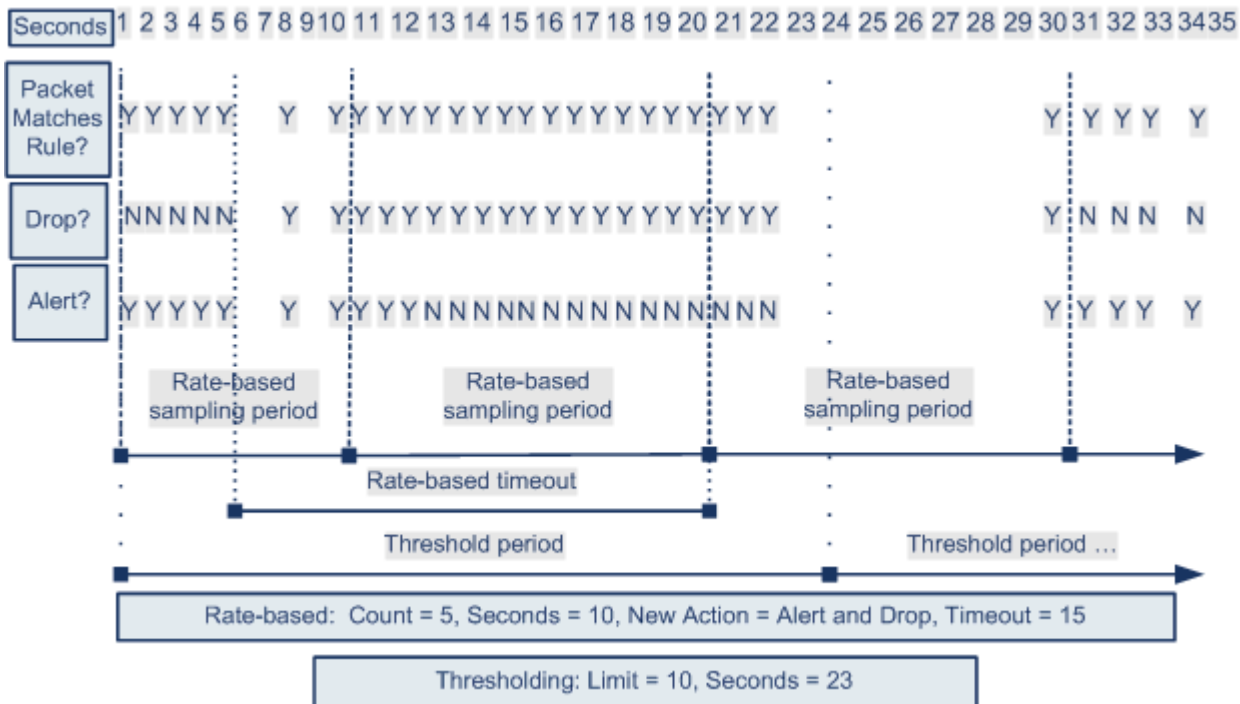 Seconds 1 2 3 4 5 6 7 8 9 10 11 12 13 14 15 16 17 18 19 20 21 22 23 24 25 26 27 28 29 30 31 32 33 34 35
Packet
Matches
Rule?
Y Y Y Y Y Y Y Y Y Y Y Y Y Y Y Y Y Y Y Y Y Y Y Y Y Y Y Y Y Y
Drop? N N N N N Y Y Y Y Y Y Y Y Y Y Y Y Y Y Y Y Y Y Y Y Y N N N N
Alert? Y Y Y Y Y Y Y Y Y Y N N N N N N N N N N N N N N N Y Y Y Y Y
Rate-based
sampling period
Rate-based
sampling period
Rate-based
sampling period
Rate-based timeout
Threshold period
Threshold period ...
Rate-based: Count = 5, Seconds = 10, New Action = Alert and Drop, Timeout = 15
Thresholding: Limit = 10, Seconds = 23